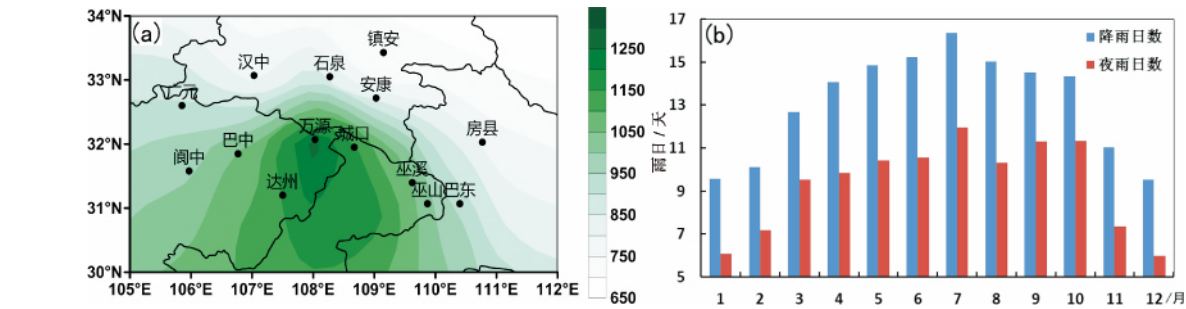 (a)
34°N
33°N
32°N
31°N
30°N
105°E
106°E
107°E
108°E
109°E
110°E
111°E
112°E
镇安
汉中
石泉
安康
广元
万源
城口
房县
巴中
阆中
巫溪
达州
巫山
巴东
1250
1150
1050
950
850
750
650
(b)
降雨日数
夜雨日数
雨日/天
17
15
13
11
9
7
5
1 2 3 4 5 6 7 8 9 10 11 12/月